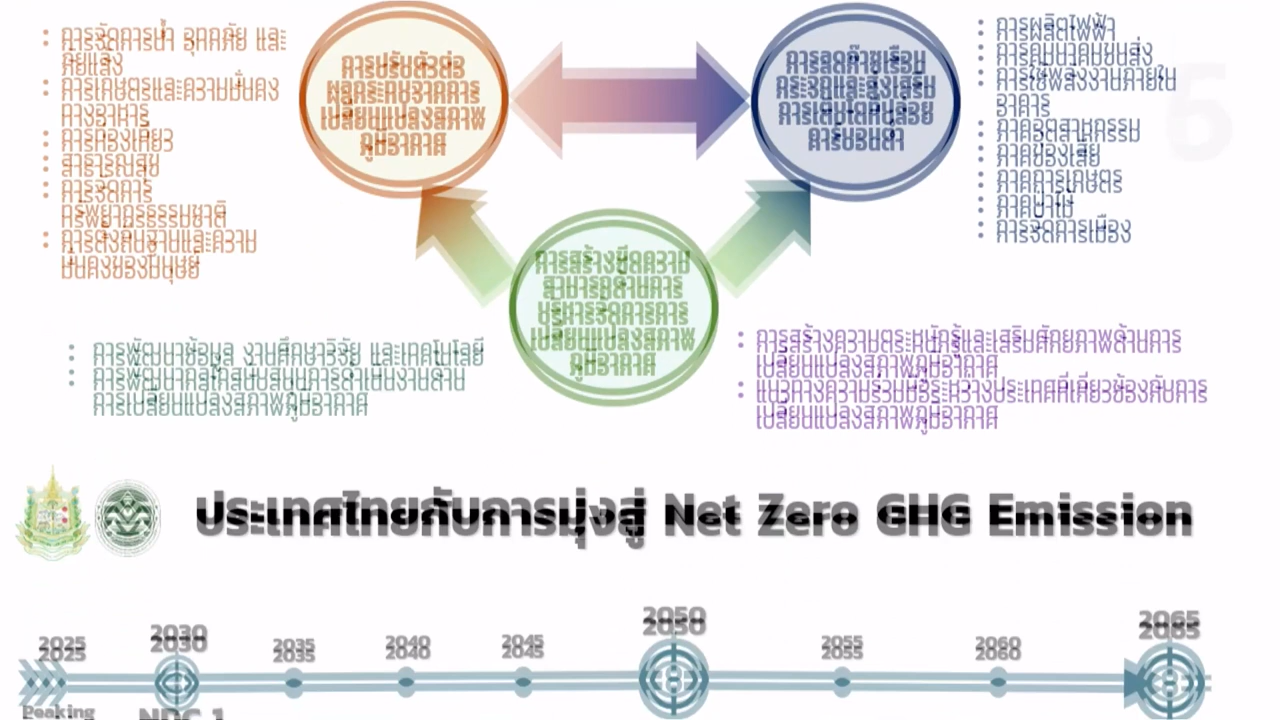 • การจัดการน้ำ อุทกภัย และ
ภัยแล้ง
• การเกษตรและความมั่นคง
ทางอาหาร
• การท่องเที่ยว
• สาธารณสุข
• การจัดการ
ทรัพยากรธรรมชาติ
• การตั้งถิ่นฐานและความ
มั่นคงของมนุษย์
การปรับตัวต่อ
ผลกระทบจากการ
เปลี่ยนแปลงสภาพ
ภูมิอากาศ
การลดก๊าซเรือน
กระจกและส่งเสริม
การเติบโตที่ปล่อย
คาร์บอนต่ำ
• การผลิตไฟฟ้า
• การคมนาคมขนส่ง
• การใช้พลังงานภายใน
อาคาร
• ภาคอุตสาหกรรม
• ภาคของเสีย
• ภาคการเกษตร
• ภาคป่าไม้
• การจัดการเมือง
6
การสร้างขีดความ
สามารถด้านการ
บริหารจัดการการ
เปลี่ยนแปลงสภาพ
ภูมิอากาศ
• การพัฒนาข้อมูล งานศึกษาวิจัย และเทคโนโลยี
• การพัฒนากลไกสนับสนุนการดำเนินงานด้าน
การเปลี่ยนแปลงสภาพภูมิอากาศ
• การสร้างความตระหนักรู้และเสริมศักยภาพด้านการ
เปลี่ยนแปลงสภาพภูมิอากาศ
• แนวทางความร่วมมือระหว่างประเทศที่เกี่ยวข้องกับการ
เปลี่ยนแปลงสภาพภูมิอากาศ
ประเทศไทยกับการมุ่งสู่ Net Zero GHG Emission
2025 2030 2035 2040 2045 2050 2055 2060 2065
Peaking NDC 1